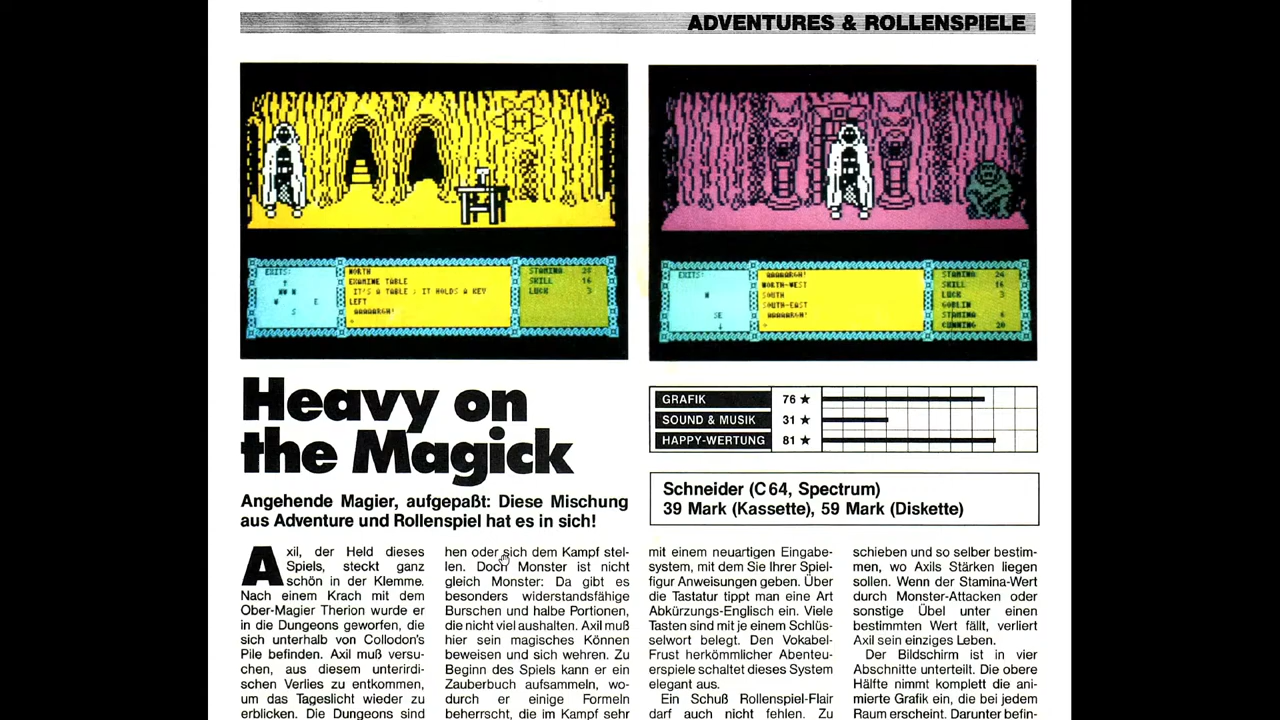 ADVENTURES & ROLLENSPIELE
EXITS:
NW N
W E
S
NORTH
EXAMINE TABLE
IT'S A TABLE ; IT HOLDS A KEY
LEFT
AAAAARGH!
STAMINA 24
SKILL 16
LUCK 3
EXITS:
N
SE
AAAAARGH!
NORTH-WEST
SOUTH
SOUTH-EAST
AAAAARGH!
STAMINA 24
SKILL 16
LUCK 3
GOBLIN
STAMINA 6
CUNNING 20
Heavy on
the Magick
Angehende Magier, aufgepaßt: Diese Mischung
aus Adventure und Rollenspiel hat es in sich!
GRAFIK 76 ★
SOUND & MUSIK 31 ★
HAPPY-WERTUNG 81 ★
Schneider (C 64, Spectrum)
39 Mark (Kassette), 59 Mark (Diskette)
Axil, der Held dieses
Spiels, steckt ganz
schön in der Klemme.
Nach einem Krach mit dem
Ober-Magier Therion wurde er
in die Dungeons geworfen, die
sich unterhalb von Collodon's
Pile befinden. Axil muß versu-
chen, aus diesem unterirdi-
schen Verlies zu entkommen,
um das Tageslicht wieder zu
erblicken. Die Dungeons sind
hen oder sich dem Kampf stel-
len. Doch Monster ist nicht
gleich Monster: Da gibt es
besonders widerstandsfähige
Burschen und halbe Portionen,
die nicht viel aushalten. Axil muß
hier sein magisches Können
beweisen und sich wehren. Zu
Beginn des Spiels kann er ein
Zauberbuch aufsammeln, wo-
durch er einige Formeln
beherrscht, die im Kampf sehr
mit einem neuartigen Eingabe-
system, mit dem Sie Ihrer Spiel-
figur Anweisungen geben. Über
die Tastatur tippt man eine Art
Abkürzungs-Englisch ein. Viele
Tasten sind mit je einem Schlüs-
selwort belegt. Den Vokabel-
Frust herkömmlicher Abenteu-
erspiele schaltet dieses System
elegant aus.
Ein Schuß Rollenspiel-Flair
darf auch nicht fehlen. Zu
schieben und so selber bestim-
men, wo Axils Stärken liegen
sollen. Wenn der Stamina-Wert
durch Monster-Attacken oder
sonstige Übel unter einen
bestimmten Wert fällt, verliert
Axil sein einziges Leben.
Der Bildschirm ist in vier
Abschnitte unterteilt. Die obere
Hälfte nimmt komplett die ani-
mierte Grafik ein, die bei jedem
Raum erscheint. Darunter befin-